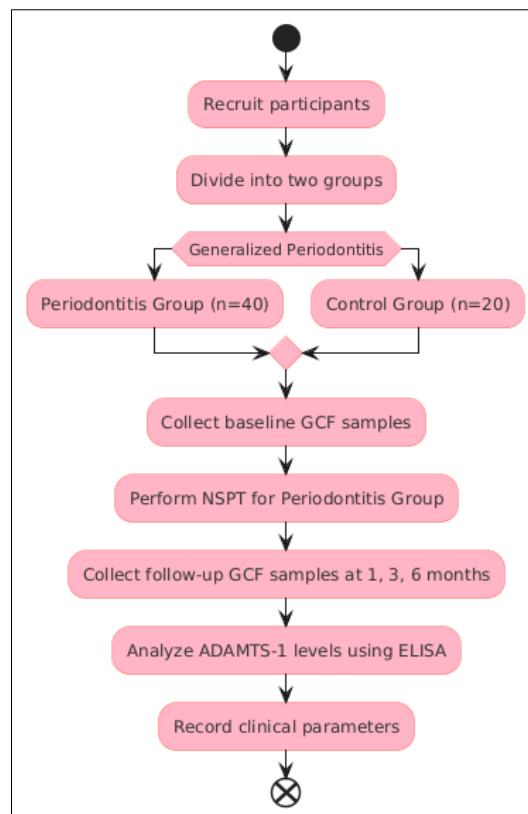 Recruit participants
Divide into two groups
Generalized Periodontitis
Periodontitis Group (n=40)
Control Group (n=20)
Collect baseline GCF samples
Perform NSPT for Periodontitis Group
Collect follow-up GCF samples at 1, 3, 6 months
Analyze ADAMTS-1 levels using ELISA
Record clinical parameters